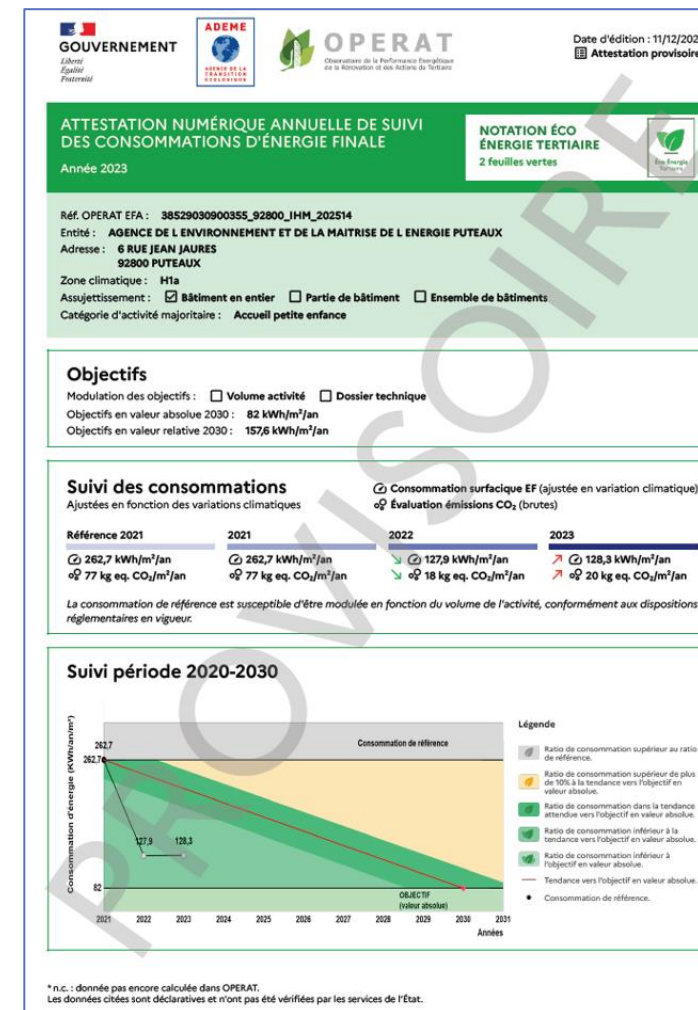 GOUVERNEMENT
Liberté
Égalité
Fraternité
ADEME
AGENCE DE LA
TRANSITION
ÉCOLOGIQUE
OPERAT
Observatoire de la Performance Énergétique
de la Rénovation et des Actions du Tertiaire
Date d'édition : 11/12/202
Attestation provisoire
ATTESTATION NUMÉRIQUE ANNUELLE DE SUIVI
DES CONSOMMATIONS D'ÉNERGIE FINALE
Année 2023
NOTATION ÉCO
ÉNERGIE TERTIAIRE
2 feuilles vertes
Éco Énergie
Tertiaire
Réf. OPERAT EFA : 38529030900355_92800_IHM_202514
Entité : AGENCE DE L ENVIRONNEMENT ET DE LA MAITRISE DE L ENERGIE PUTEAUX
Adresse : 6 RUE JEAN JAURES
92800 PUTEAUX
Zone climatique : H1a
Assujettissement : Bâtiment en entier Partie de bâtiment Ensemble de bâtiments
Catégorie d'activité majoritaire : Accueil petite enfance
Objectifs
Modulation des objectifs : Volume activité Dossier technique
Objectifs en valeur absolue 2030 : 82 kWh/m²/an
Objectifs en valeur relative 2030 : 157,6 kWh/m²/an
Suivi des consommations
Ajustées en fonction des variations climatiques
Consommation surfacique EF (ajustée en variation climatique)
Évaluation émissions CO₂ (brutes)
Référence 2021 2021 2022 2023
262,7 kWh/m²/an 262,7 kWh/m²/an 127,9 kWh/m²/an 128,3 kWh/m²/an
77 kg eq. CO₂/m²/an 77 kg eq. CO₂/m²/an 18 kg eq. CO₂/m²/an 20 kg eq. CO₂/m²/an
La consommation de référence est susceptible d'être modulée en fonction du volume de l'activité, conformément aux dispositions
réglementaires en vigueur.
Suivi période 2020-2030
Consommation d'énergie (KWh/an/m²)
262,7
262,7
Consommation de référence
127,9 128,3
82
OBJECTIF
(valeur absolue)
2021 2022 2023 2024 2025 2026 2027 2028 2029 2030 2031
Années
Légende
Ratio de consommation supérieur au ratio
de référence.
Ratio de consommation supérieur de plus
de 10% à la tendance vers l'objectif en
valeur absolue.
Ratio de consommation dans la tendance
attendue vers l'objectif en valeur absolue.
Ratio de consommation inférieur à la
tendance vers l'objectif en valeur absolue.
Ratio de consommation inférieur à
l'objectif en valeur absolue.
Tendance vers l'objectif en valeur absolue.
Consommation de référence.
PROVISOIRE
* n.c. : donnée pas encore calculée dans OPERAT.
Les données citées sont déclaratives et n'ont pas été vérifiées par les services de l'État.